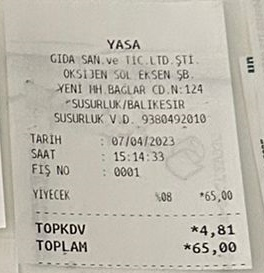 YASA
GIDA SAN.ve TİC.LTD.ŞTİ.
OKSİJEN SOL EKSEN ŞB.
YENİ MH.BAĞLAR CD.N:124
SUSURLUK/BALIKESİR
SUSURLUK V.D. 9380492010
TARİH : 07/04/2023
SAAT : 15:14:33
FİŞ NO : 0001
YİYECEK %08 *65,00
TOPKDV *4,81
TOPLAM *65,00